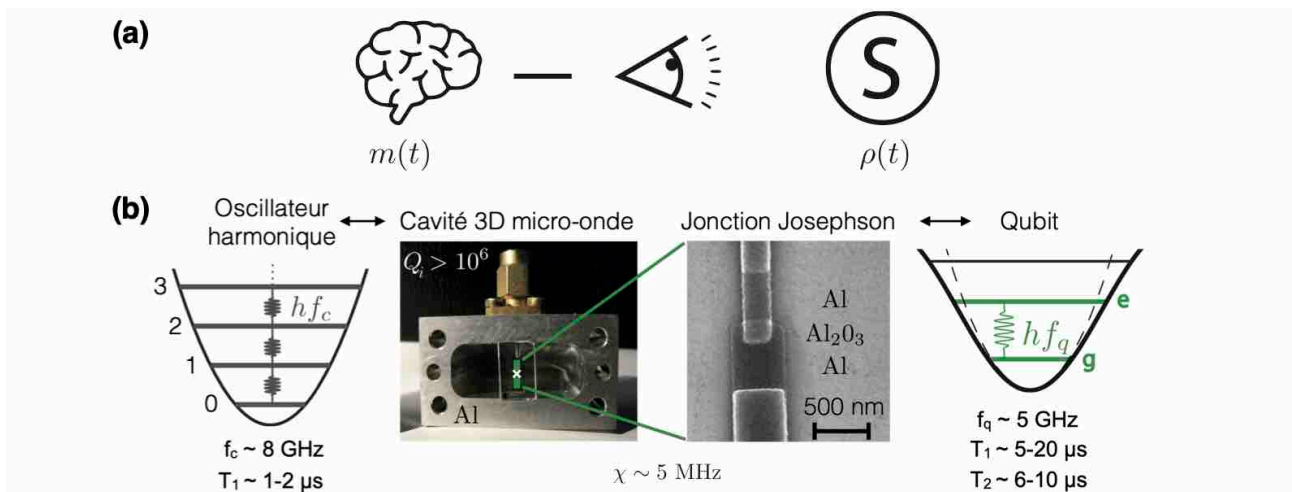 (a)
S
m(t)
ρ(t)
(b)
Oscillateur
harmonique
Cavité 3D micro-onde
Jonction Josephson
Qubit
3
2
1
0
hf_c
f_c ~ 8 GHz
T_1 ~ 1-2 µs
Q_i > 10^6
Al
Al
Al_2O_3
Al
500 nm
χ ∼ 5 MHz
e
hf_q
g
f_q ~ 5 GHz
T_1 ~ 5-20 µs
T_2 ~ 6-10 µs